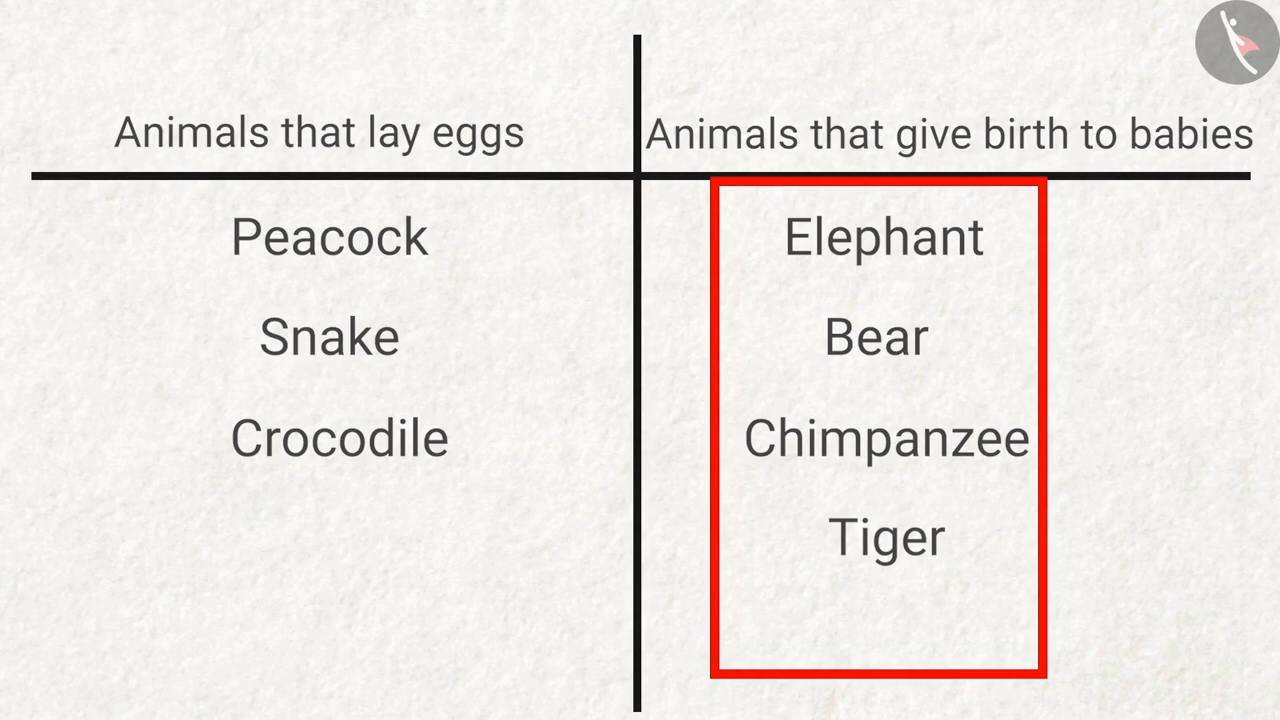 Animals that lay eggs
Animals that give birth to babies
Peacock
Elephant
Snake
Bear
Crocodile
Chimpanzee
Tiger